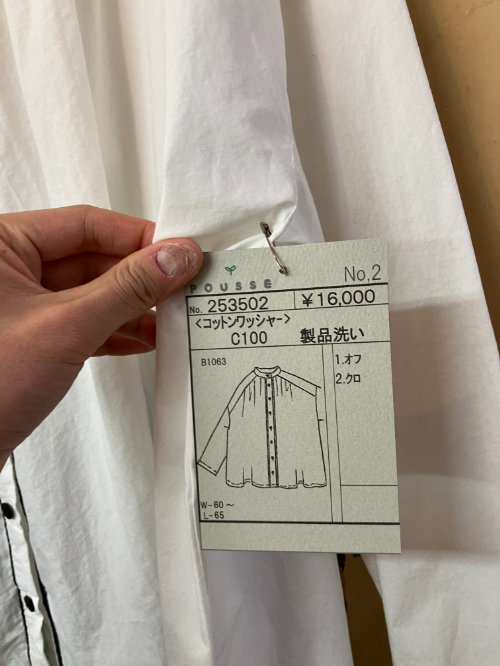 POUSSE
No,2
No. 253502 ¥16,000
<コットンワッシャー>
C100 製品洗い
B1063
1.オフ
2.クロ
W-60～
L-65